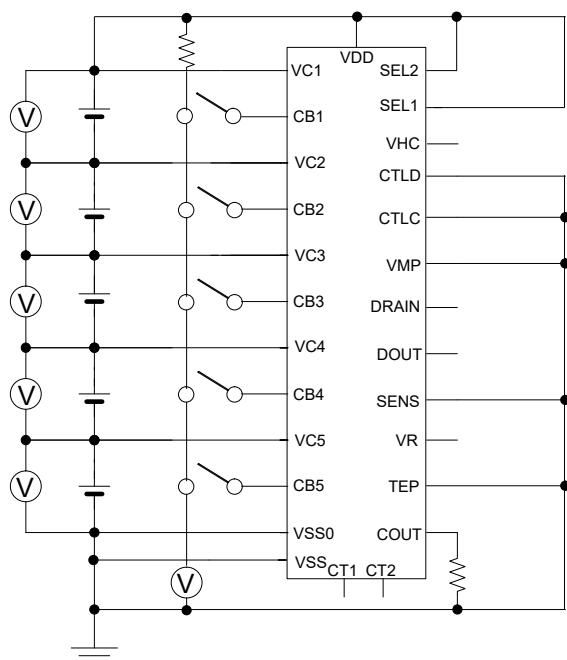 VDD
VC1
SEL2
V
CB1
SEL1
VHC
VC2
CTLD
V
CB2
CTLC
VC3
VMP
V
CB3
DRAIN
VC4
DOUT
V
CB4
SENS
VC5
VR
V
CB5
TEP
VSS0
COUT
VSS
CT1 CT2
V